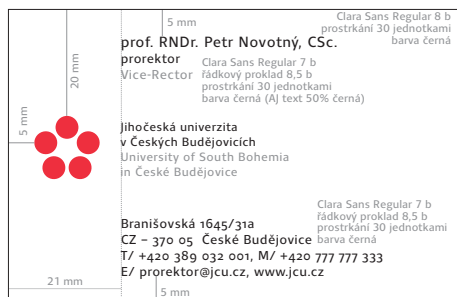 5 mm
Clara Sans Regular 8 b
prostrkání 30 jednotkami
barva černá
prof. RNDr. Petr Novotný, CSc.
prorektor
Vice-Rector
Clara Sans Regular 7 b
řádkový proklad 8,5 b
prostrkání 30 jednotkami
barva černá (AJ text 50% černá)
20 mm
5 mm
Jihočeská univerzita
v Českých Budějovicích
University of South Bohemia
in České Budějovice
Clara Sans Regular 7 b
řádkový proklad 8,5 b
prostrkání 30 jednotkami
barva černá
Branišovská 1645/31a
CZ – 370 05 České Budějovice
T/ +420 389 032 001, M/ +420 777 777 333
E/ prorektor@jcu.cz, www.jcu.cz
21 mm
5 mm